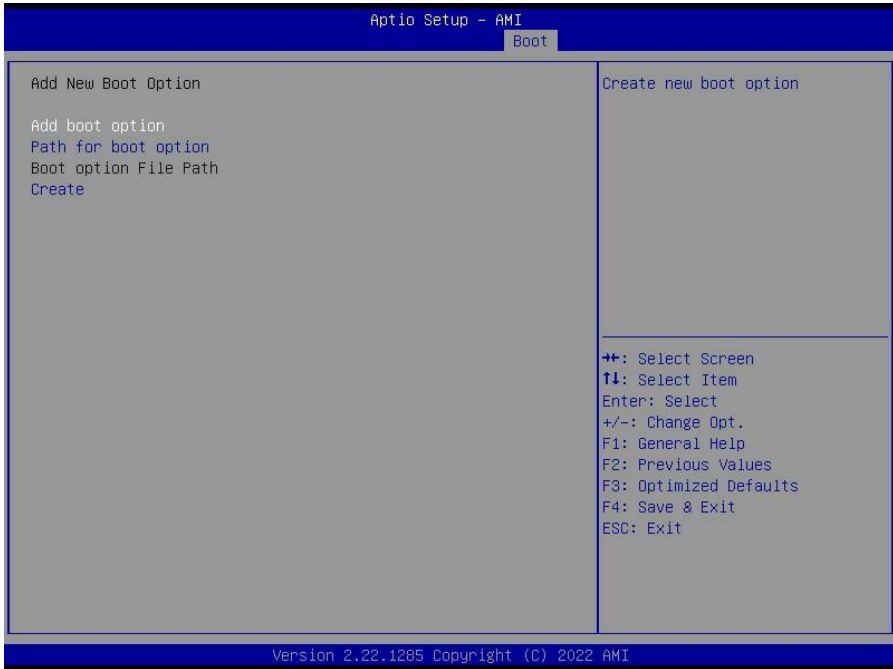 Aptio Setup - AMI
Boot
Add New Boot Option
Add boot option
Path for boot option
Boot option File Path
Create
Create new boot option
→←: Select Screen
↑↓: Select Item
Enter: Select
+/-: Change Opt.
F1: General Help
F2: Previous Values
F3: Optimized Defaults
F4: Save & Exit
ESC: Exit
Version 2.22.1285 Copyright (C) 2022 AMI